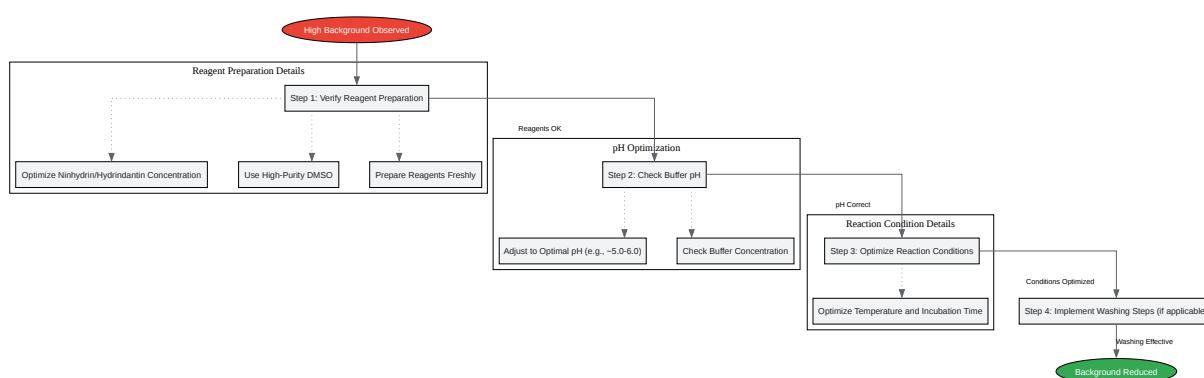 High Background Observed
Reagent Preparation Details
Step 1: Verify Reagent Preparation
Optimize Ninhydrin/Hydrindantin Concentration
Use High-Purity DMSO
Prepare Reagents Freshly
Reagents OK
pH Optimization
Step 2: Check Buffer pH
Adjust to Optimal pH (e.g., ~5.0-6.0)
Check Buffer Concentration
pH Correct
Reaction Condition Details
Step 3: Optimize Reaction Conditions
Optimize Temperature and Incubation Time
Conditions Optimized
Step 4: Implement Washing Steps (if applicable
Washing Effective
Background Reduced